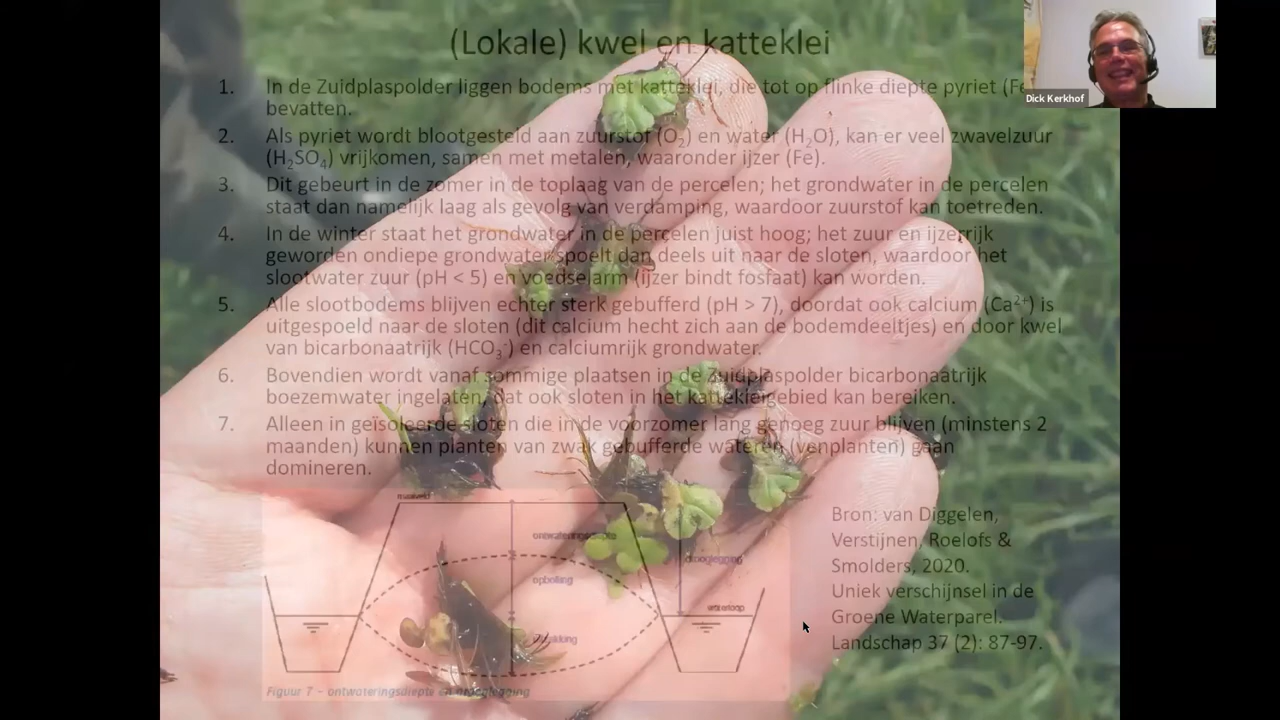 (Lokale) kwel en katteklei
1. In de Zuidplaspolder liggen bodems met katteklei, die tot op flinke diepte pyriet (Fe
bevatten.
2. Als pyriet wordt blootgesteld aan zuurstof (O₂) en water (H₂O), kan er veel zwavelzuur
(H₂SO₄) vrijkomen, samen met metalen, waaronder ijzer (Fe).
3. Dit gebeurt in de zomer in de toplaag van de percelen; het grondwater in de percelen
staat dan namelijk laag als gevolg van verdamping, waardoor zuurstof kan toetreden.
4. In de winter staat het grondwater in de percelen juist hoog; het zuur en ijzerrijk
geworden ondiepe grondwater spoelt dan deels uit naar de sloten, waardoor het
slootwater zuur (pH < 5) en voedselarm (ijzer bindt fosfaat) kan worden.
5. Alle slootbodems blijven echter sterk gebufferd (pH > 7), doordat ook calcium (Ca²⁺) is
uitgespoeld naar de sloten (dit calcium hecht zich aan de bodemdeeltjes) en door kwel
van bicarbonaatrijk (HCO₃⁻) en calciumrijk grondwater.
6. Bovendien wordt vanaf sommige plaatsen in de Zuidplaspolder bicarbonaatrijk
boezemwater ingelaten, dat ook sloten in het kattekleigebied kan bereiken.
7. Alleen in geïsoleerde sloten die in de voorzomer lang genoeg zuur blijven (minstens 2
maanden) kunnen planten van zwak gebufferde wateren (venplanten) gaan
domineren.
maaiveld
ontwateringsdiepte
drooglegging
opbolling
waterloop
Bron: van Diggelen,
Verstijnen, Roelofs &
Smolders, 2020.
Uniek verschijnsel in de
Groene Waterparel.
Landschap 37 (2): 87-97.
Figuur 7 – ontwateringsdiepte en drooglegging
Dick Kerkhof